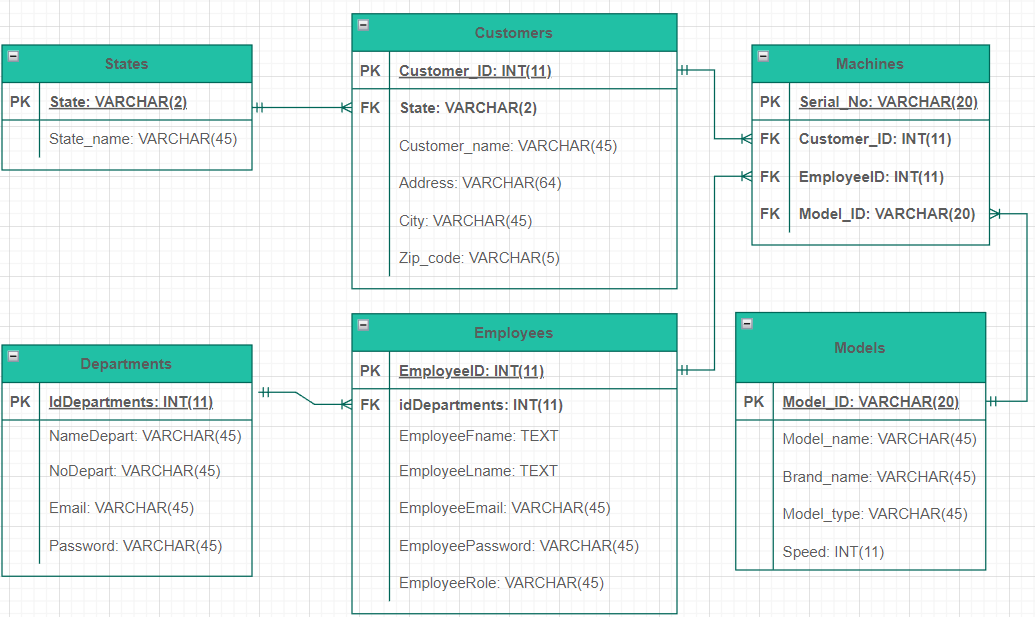 States
PK State: VARCHAR(2)
State_name: VARCHAR(45)
Customers
PK Customer_ID: INT(11)
FK State: VARCHAR(2)
Customer_name: VARCHAR(45)
Address: VARCHAR(64)
City: VARCHAR(45)
Zip_code: VARCHAR(5)
Machines
PK Serial_No: VARCHAR(20)
FK Customer_ID: INT(11)
FK EmployeeID: INT(11)
FK Model_ID: VARCHAR(20)
Departments
PK IdDepartments: INT(11)
NameDepart: VARCHAR(45)
NoDepart: VARCHAR(45)
Email: VARCHAR(45)
Password: VARCHAR(45)
Employees
PK EmployeeID: INT(11)
FK idDepartments: INT(11)
EmployeeFname: TEXT
EmployeeLname: TEXT
EmployeeEmail: VARCHAR(45)
EmployeePassword: VARCHAR(45)
EmployeeRole: VARCHAR(45)
Models
PK Model_ID: VARCHAR(20)
Model_name: VARCHAR(45)
Brand_name: VARCHAR(45)
Model_type: VARCHAR(45)
Speed: INT(11)